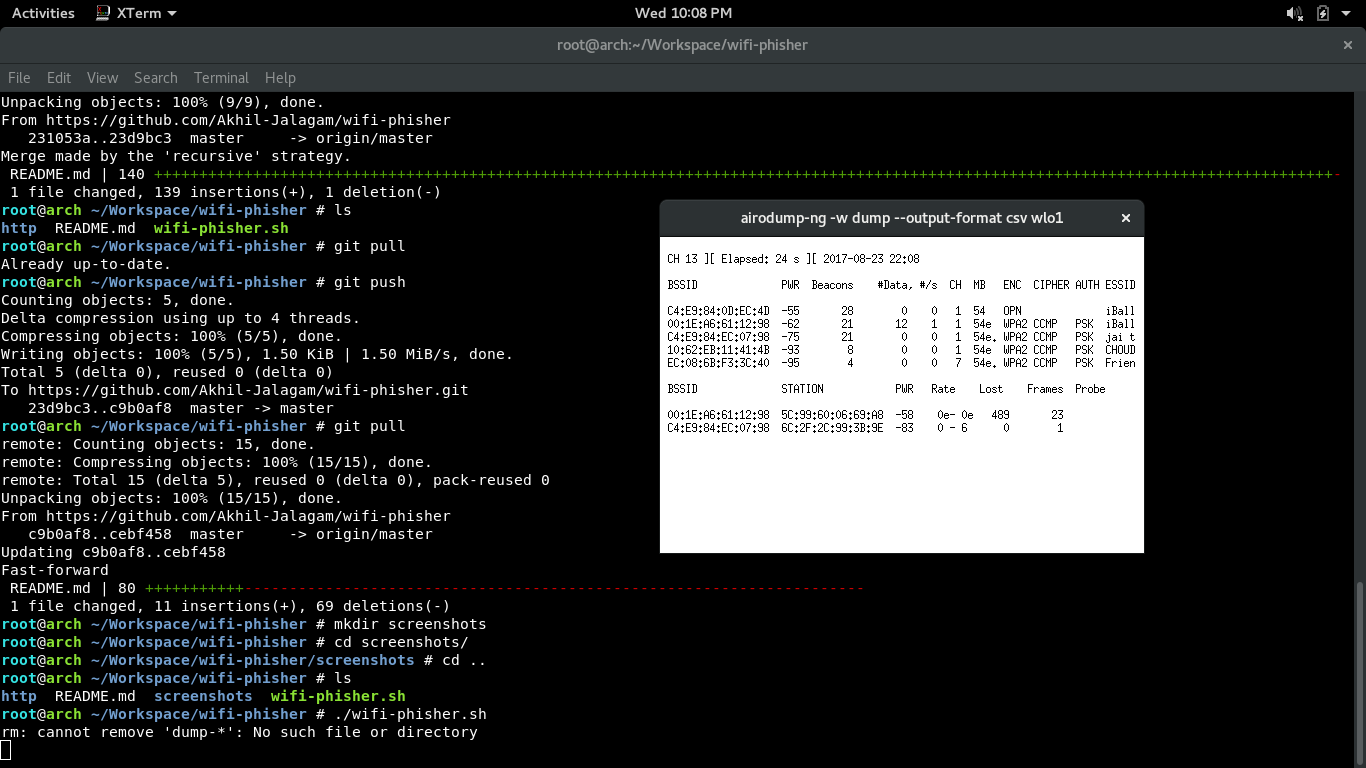 Activities XTerm Wed 10:08 PM
root@arch:~/Workspace/wifi-phisher
File Edit View Search Terminal Help
Unpacking objects: 100% (9/9), done.
From https://github.com/Akhil-Jalagam/wifi-phisher
   231053a..23d9bc3  master     -> origin/master
Merge made by the 'recursive' strategy.
 README.md | 140 +++++++++++++++++++++++++++++++++++++++++++++++++++++++++++++++++++++++++++++++++++++++++++++++++++++++++++++++++++++++++++++++++++-
 1 file changed, 139 insertions(+), 1 deletion(-)
root@arch ~/Workspace/wifi-phisher # ls
http  README.md  wifi-phisher.sh
root@arch ~/Workspace/wifi-phisher # git pull
Already up-to-date.
root@arch ~/Workspace/wifi-phisher # git push
Counting objects: 5, done.
Delta compression using up to 4 threads.
Compressing objects: 100% (5/5), done.
Writing objects: 100% (5/5), 1.50 KiB | 1.50 MiB/s, done.
Total 5 (delta 0), reused 0 (delta 0)
To https://github.com/Akhil-Jalagam/wifi-phisher.git
   23d9bc3..c9b0af8  master -> master
root@arch ~/Workspace/wifi-phisher # git pull
remote: Counting objects: 15, done.
remote: Compressing objects: 100% (15/15), done.
remote: Total 15 (delta 5), reused 0 (delta 0), pack-reused 0
Unpacking objects: 100% (15/15), done.
From https://github.com/Akhil-Jalagam/wifi-phisher
   c9b0af8..cebf458  master     -> origin/master
Updating c9b0af8..cebf458
Fast-forward
 README.md | 80 +++++++++++---------------------------------------------------------------------
 1 file changed, 11 insertions(+), 69 deletions(-)
root@arch ~/Workspace/wifi-phisher # mkdir screenshots
root@arch ~/Workspace/wifi-phisher # cd screenshots/
root@arch ~/Workspace/wifi-phisher/screenshots # cd ..
root@arch ~/Workspace/wifi-phisher # ls
http  README.md  screenshots  wifi-phisher.sh
root@arch ~/Workspace/wifi-phisher # ./wifi-phisher.sh
rm: cannot remove 'dump-*': No such file or directory
airodump-ng -w dump --output-format csv wlo1
CH 13 ][ Elapsed: 24 s ][ 2017-08-23 22:08
BSSID PWR Beacons #Data, #/s CH MB ENC CIPHER AUTH ESSID
C4:E9:84:0D:EC:4D -55 28 0 0 1 54 OPN iBall
00:1E:A6:61:12:98 -62 21 12 1 1 54e WPA2 CCMP PSK iBall
C4:E9:84:EC:07:98 -75 21 0 0 1 54e. WPA2 CCMP PSK jai t
10:62:EB:11:41:4B -93 8 0 0 1 54e WPA2 CCMP PSK CHOUD
EC:08:6B:F3:3C:40 -95 4 0 0 7 54e. WPA2 CCMP PSK Frien
BSSID STATION PWR Rate Lost Frames Probe
00:1E:A6:61:12:98 5C:99:60:06:69:A8 -58 0e- 0e 489 23
C4:E9:84:EC:07:98 6C:2F:2C:99:3B:9E -83 0 - 6 0 1